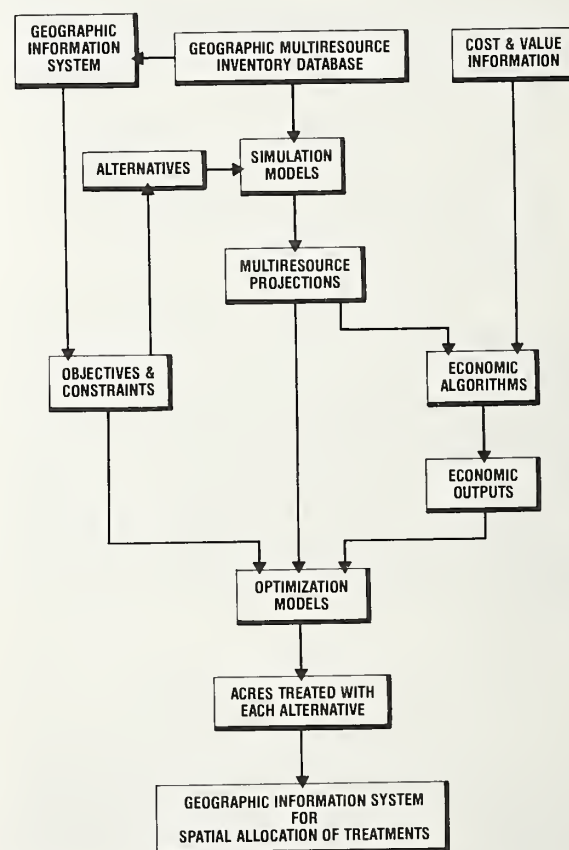 GEOGRAPHIC
INFORMATION
SYSTEM
GEOGRAPHIC MULTIRESOURCE
INVENTORY DATABASE
COST & VALUE
INFORMATION
ALTERNATIVES
SIMULATION
MODELS
MULTIRESOURCE
PROJECTIONS
OBJECTIVES &
CONSTRAINTS
ECONOMIC
ALGORITHMS
ECONOMIC
OUTPUTS
OPTIMIZATION
MODELS
ACRES TREATED WITH
EACH ALTERNATIVE
GEOGRAPHIC INFORMATION SYSTEM
FOR
SPATIAL ALLOCATION OF TREATMENTS